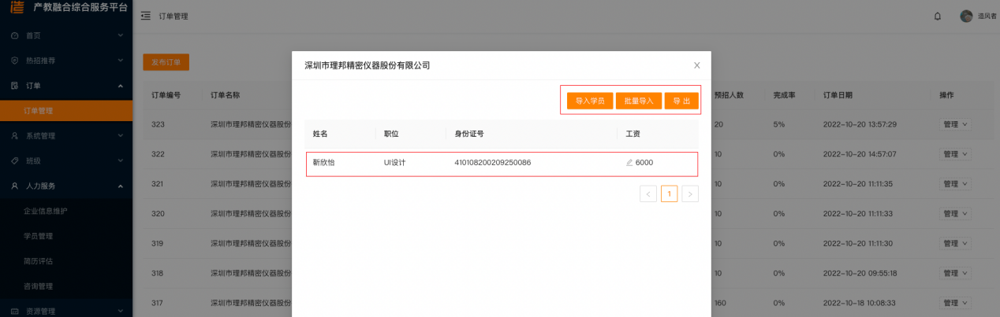 产教融合综合服务平台
订单管理
造风者
首页
热招推荐
订单
订单管理
系统管理
班级
人力服务
企业信息维护
学员管理
简历评估
咨询管理
资源管理
发布订单
订单编号 订单名称 预招人数 完成率 订单日期 操作
323 深圳市理邦精密仪器股份 20 5% 2022-10-20 13:57:29 管理
322 深圳市理邦精密仪器股份 10 0% 2022-10-20 14:57:07 管理
321 深圳市理邦精密仪器股份 10 0% 2022-10-20 11:11:35 管理
320 深圳市理邦精密仪器股份 10 0% 2022-10-20 11:11:33 管理
319 深圳市理邦精密仪器股份 10 0% 2022-10-20 11:11:30 管理
318 深圳市理邦精密仪器股份 10 0% 2022-10-20 09:55:18 管理
317 深圳市理邦精密仪器股份 160 0% 2022-10-18 10:08:33 管理
深圳市理邦精密仪器股份有限公司
导入学员 批量导入 导 出
姓名 职位 身份证号 工资
靳欣怡 UI设计 410108200209250086 6000
< 1 >